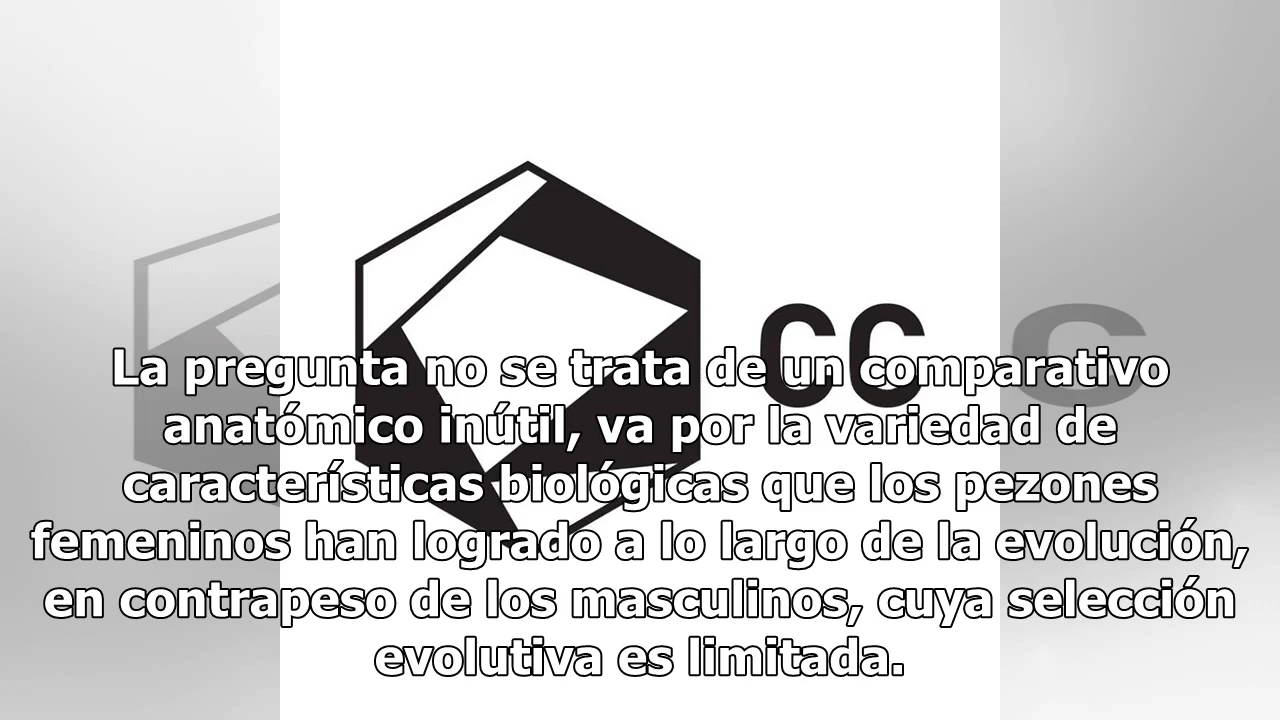 CC
C
La pregunta no se trata de un comparativo
anatómico inútil, va por la variedad de
características biológicas que los pezones
femeninos han logrado a lo largo de la evolución,
en contrapeso de los masculinos, cuya selección
evolutiva es limitada.